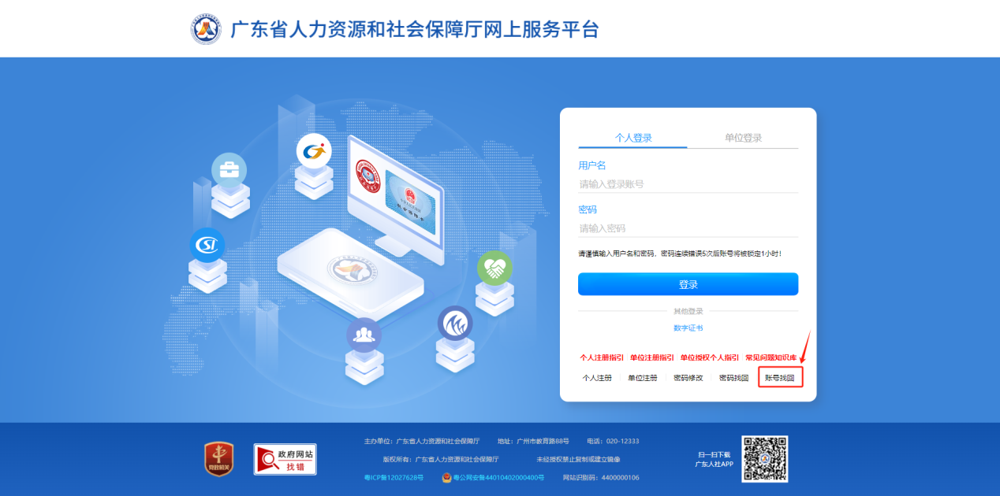 广东省人力资源和社会保障厅网上服务平台
个人登录 单位登录
用户名
请输入登录账号
密码
请输入密码
请谨慎输入用户名和密码，密码连续错误5次后账号将被锁定1小时！
登录
其他登录
数字证书
个人注册指引 单位注册指引 单位授权个人指引 常见问题知识库
个人注册 单位注册 密码修改 密码找回 账号找回
主办单位：广东省人力资源和社会保障厅 地址：广州市教育路88号 电话：020-12333
版权所有：广东省人力资源和社会保障厅 未经授权禁止复制或建立镜像
粤ICP备12027628号 粤公网安备44010402000400号 网站识别码：4400000106
党政机关
政府网站
找错
扫一扫下载
广东人社APP